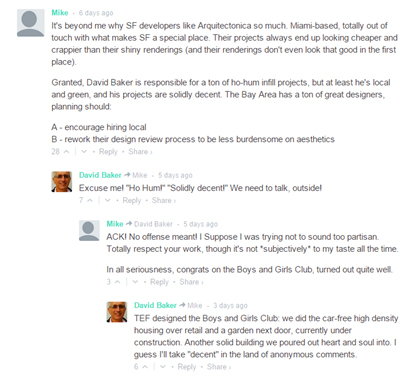 Mike • 6 days ago
It's beyond me why SF developers like Arquitectonica so much. Miami-based, totally out of
touch with what makes SF a special place. Their projects always end up looking cheaper and
crappier than their shiny renderings (and their renderings don't even look that good in the first
place).
Granted, David Baker is responsible for a ton of ho-hum infill projects, but at least he's local
and green, and his projects are solidly decent. The Bay Area has a ton of great designers,
planning should:
A - encourage hiring local
B - rework their design review process to be less burdensome on aesthetics
28 • Reply • Share ›
David Baker Mike • 5 days ago
Excuse me! "Ho Hum!" "Solidly decent!" We need to talk, outside!
7 • Reply • Share ›
Mike David Baker • 5 days ago
ACK! No offense meant! I Suppose I was trying not to sound too partisan.
Totally respect your work, though it's not *subjectively* to my taste all the time.
In all seriousness, congrats on the Boys and Girls Club, turned out quite well.
3 • Reply • Share ›
David Baker Mike • 3 days ago
TEF designed the Boys and Girls Club: we did the car-free high density
housing over retail and a garden next door, currently under
construction. Another solid building we poured out heart and soul into. I
guess I'll take "decent" in the land of anonymous comments.
6 • Reply • Share ›